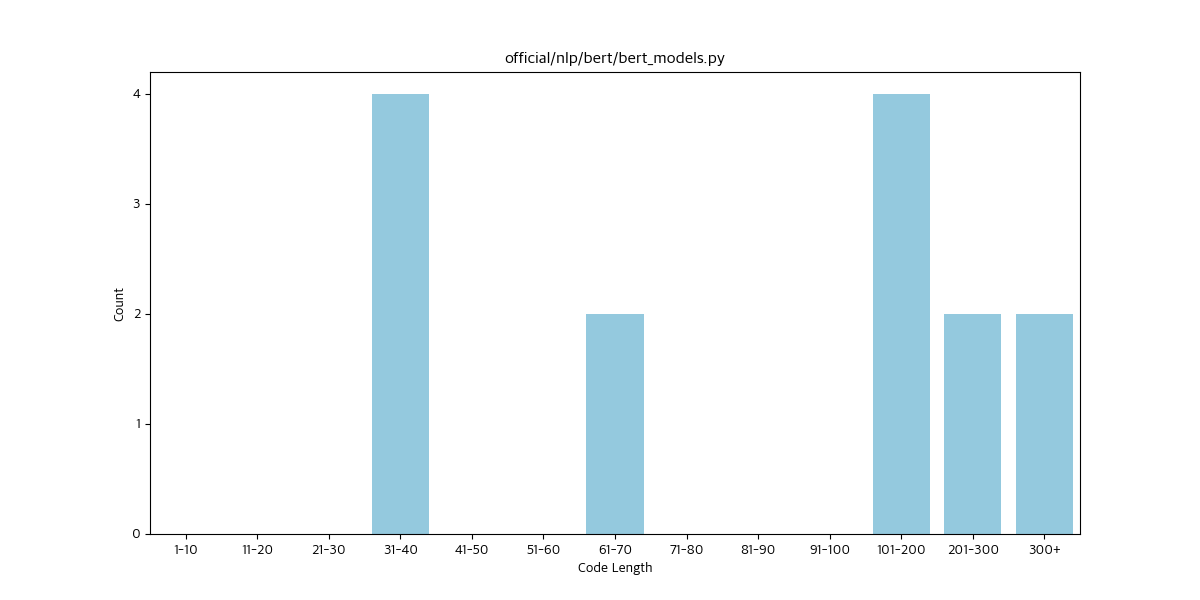 official/nlp/bert/bert_models.py
Count
4
3
2
1
0
1-10 11-20 21-30 31-40 41-50 51-60 61-70 71-80 81-90 91-100 101-200 201-300 300+
Code Length